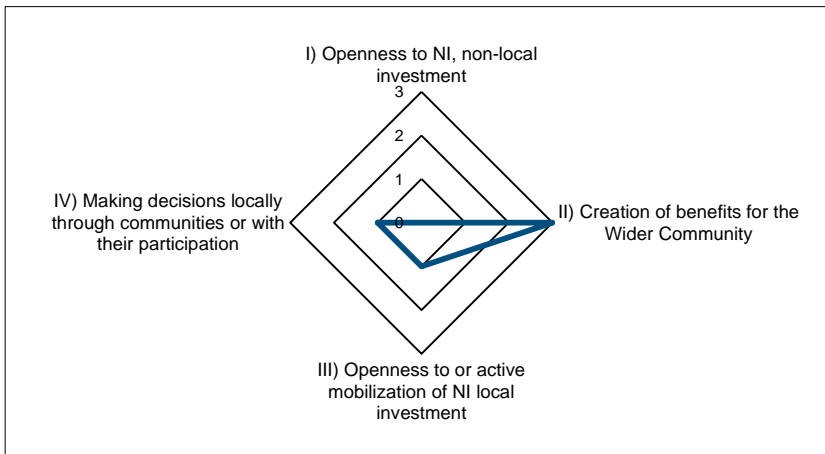 I) Openness to NI, non-local
investment
3
2
1
0
IV) Making decisions locally
through communities or with
their participation
II) Creation of benefits for the
Wider Community
III) Openness to or active
mobilization of NI local
investment